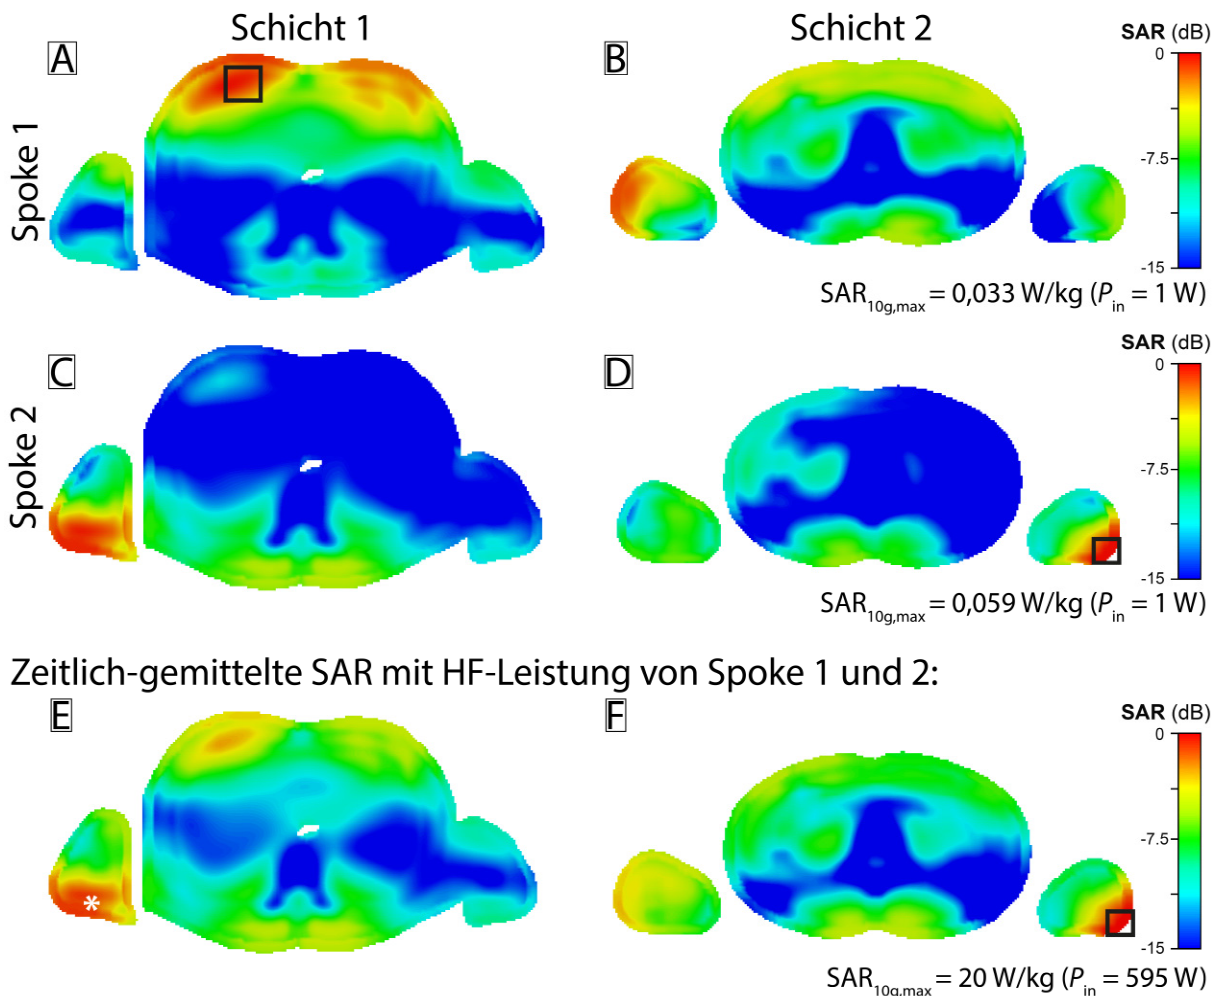 Schicht 1
Schicht 2
A
B
SAR (dB)
0
-7.5
-15
Spoke 1
SAR10g,max = 0,033 W/kg (Pin = 1 W)
C
D
SAR (dB)
0
-7.5
-15
Spoke 2
SAR10g,max = 0,059 W/kg (Pin = 1 W)
Zeitlich-gemittelte SAR mit HF-Leistung von Spoke 1 und 2:
E
F
SAR (dB)
0
-7.5
-15
*
SAR10g,max = 20 W/kg (Pin = 595 W)